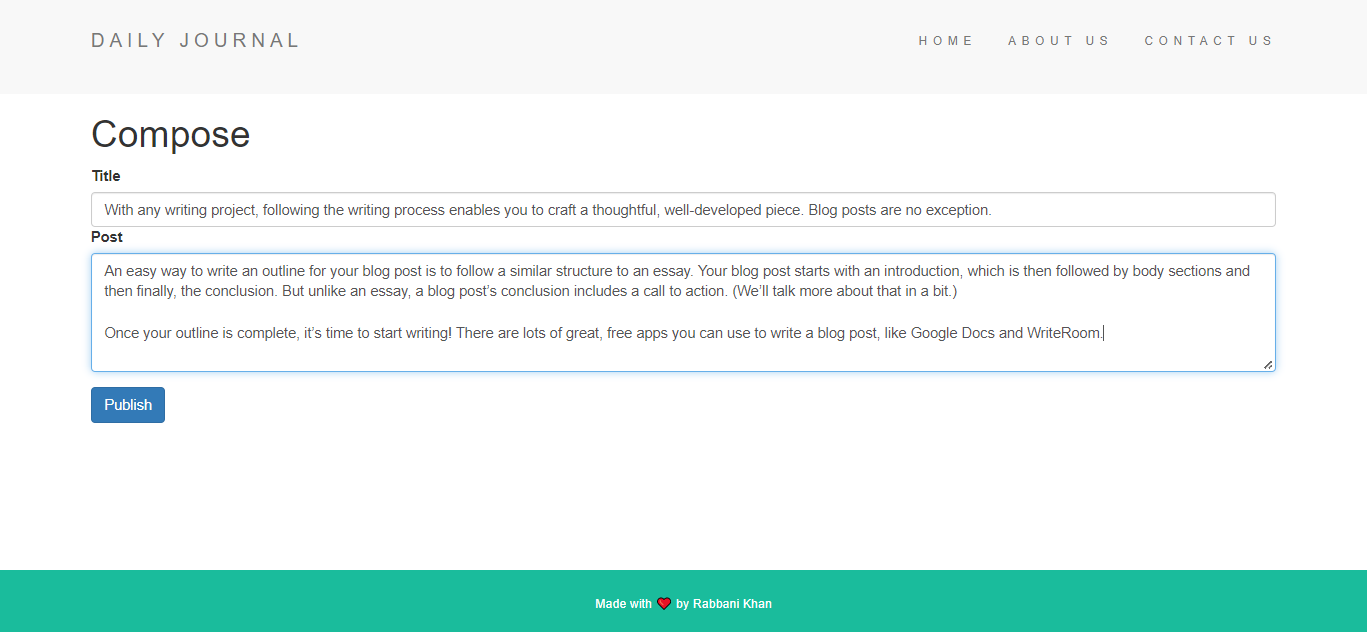 DAILY JOURNAL
HOME ABOUT US CONTACT US
Compose
Title
With any writing project, following the writing process enables you to craft a thoughtful, well-developed piece. Blog posts are no exception.
Post
An easy way to write an outline for your blog post is to follow a similar structure to an essay. Your blog post starts with an introduction, which is then followed by body sections and
then finally, the conclusion. But unlike an essay, a blog post’s conclusion includes a call to action. (We’ll talk more about that in a bit.)
Once your outline is complete, it’s time to start writing! There are lots of great, free apps you can use to write a blog post, like Google Docs and WriteRoom.
Publish
Made with ❤ by Rabbani Khan